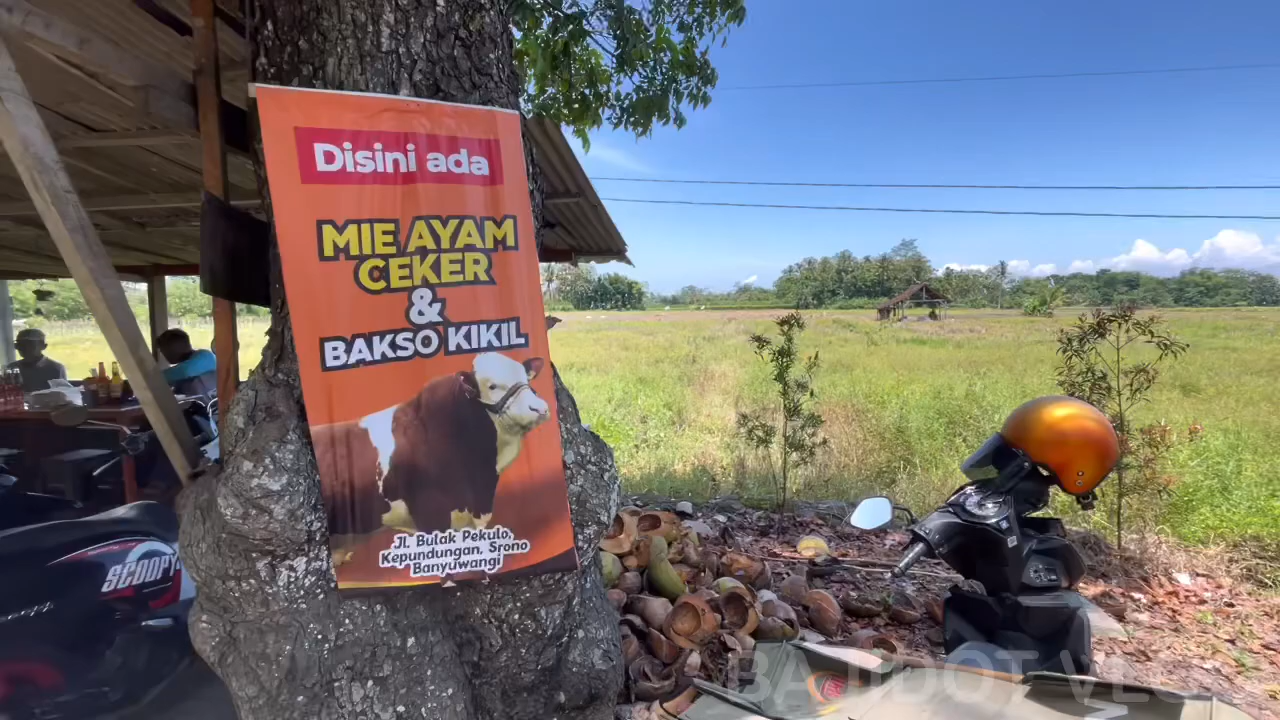 Disini ada
MIE AYAM
CEKER
&
BAKSO KIKIL
Jl. Bulak Pekulo,
Kepundungan, Srono
Banyuwangi
SCOOPY